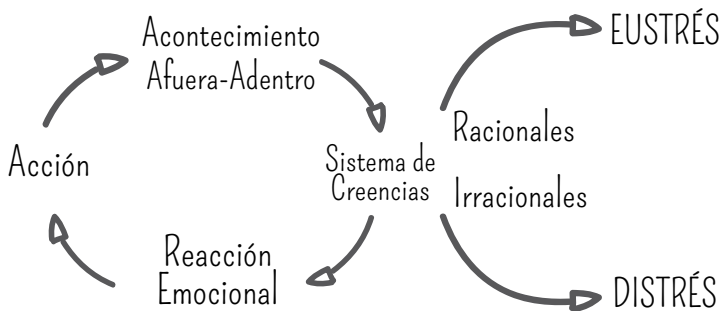 Acontecimiento
Afuera-Adentro
EUSTRÉS
Acción
Sistema de
Creencias
Racionales
Irracionales
Reacción
Emocional
DISTRÉS